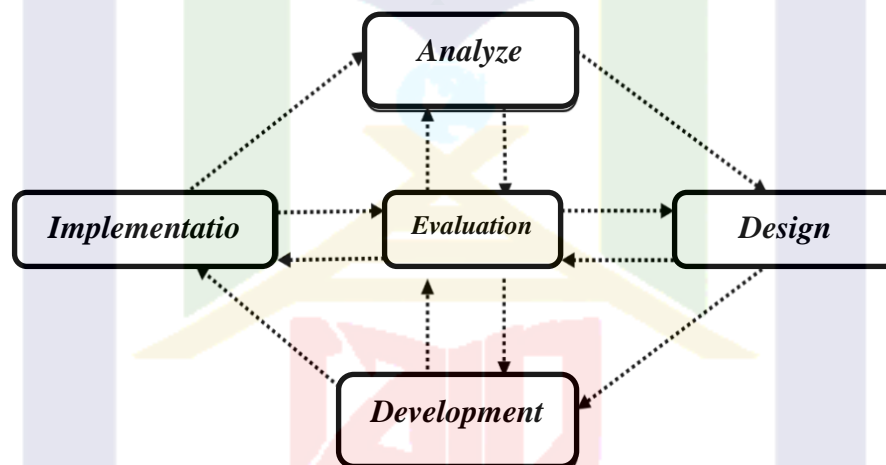 Analyze
Implementatio
Evaluation
Design
Development